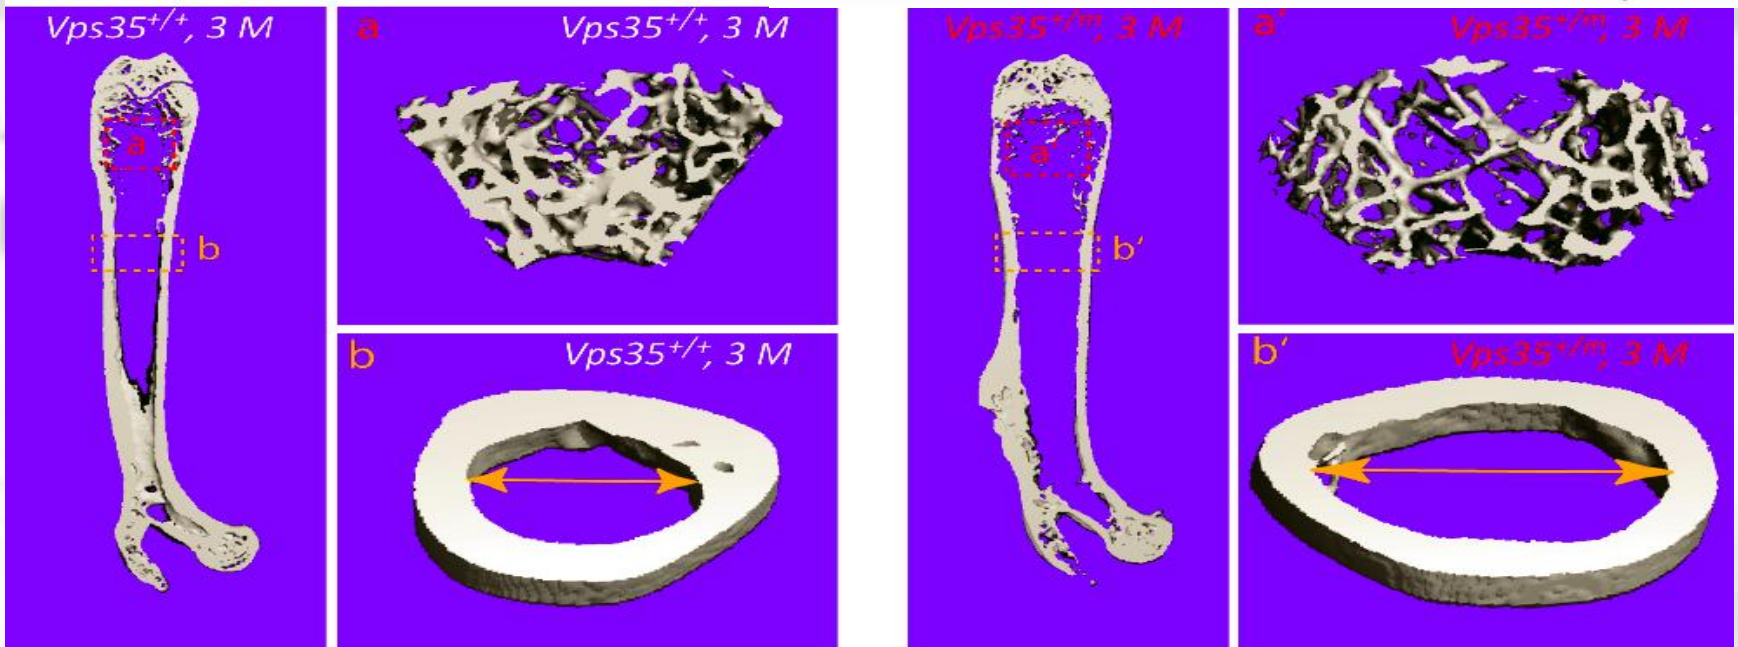 Vps35+/+, 3 M
a
Vps35+/+, 3 M
a
b
b
Vps35+/+, 3 M
Vps35+/m, 3 M
a′
Vps35+/m, 3 M
a′
b′
b′
Vps35+/m, 3 M